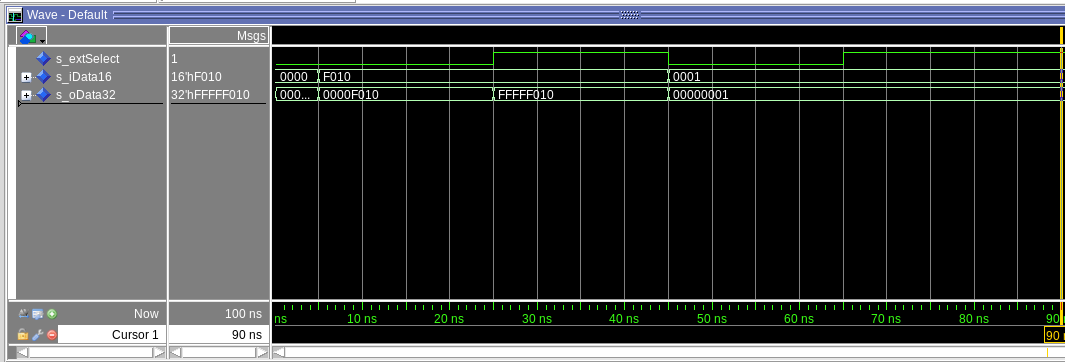 Wave - Default
Msgs
s_extSelect 1
s_iData16 16'hF010 0000 F010 0001
s_oData32 32'hFFFFF010 000... 0000F010 FFFFF010 00000001
Now 100 ns ns 10 ns 20 ns 30 ns 40 ns 50 ns 60 ns 70 ns 80 ns 90
Cursor 1 90 ns 90